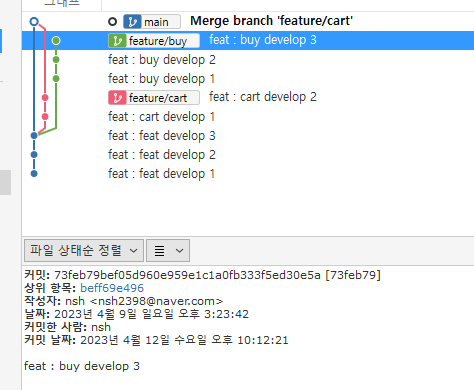 그래프
main Merge branch 'feature/cart'
feature/buy feat : buy develop 3
feat : buy develop 2
feat : buy develop 1
feature/cart feat : cart develop 2
feat : cart develop 1
feat : feat develop 3
feat : feat develop 2
feat : feat develop 1
파일 상태순 정렬
커밋: 73feb79bef05d960e959e1c1a0fb333f5ed30e5a [73feb79]
상위 항목: beff69e496
작성자: nsh <nsh2398@naver.com>
날짜: 2023년 4월 9일 일요일 오후 3:23:42
커밋한 사람: nsh
커밋 날짜: 2023년 4월 12일 수요일 오후 10:12:21
feat : buy develop 3